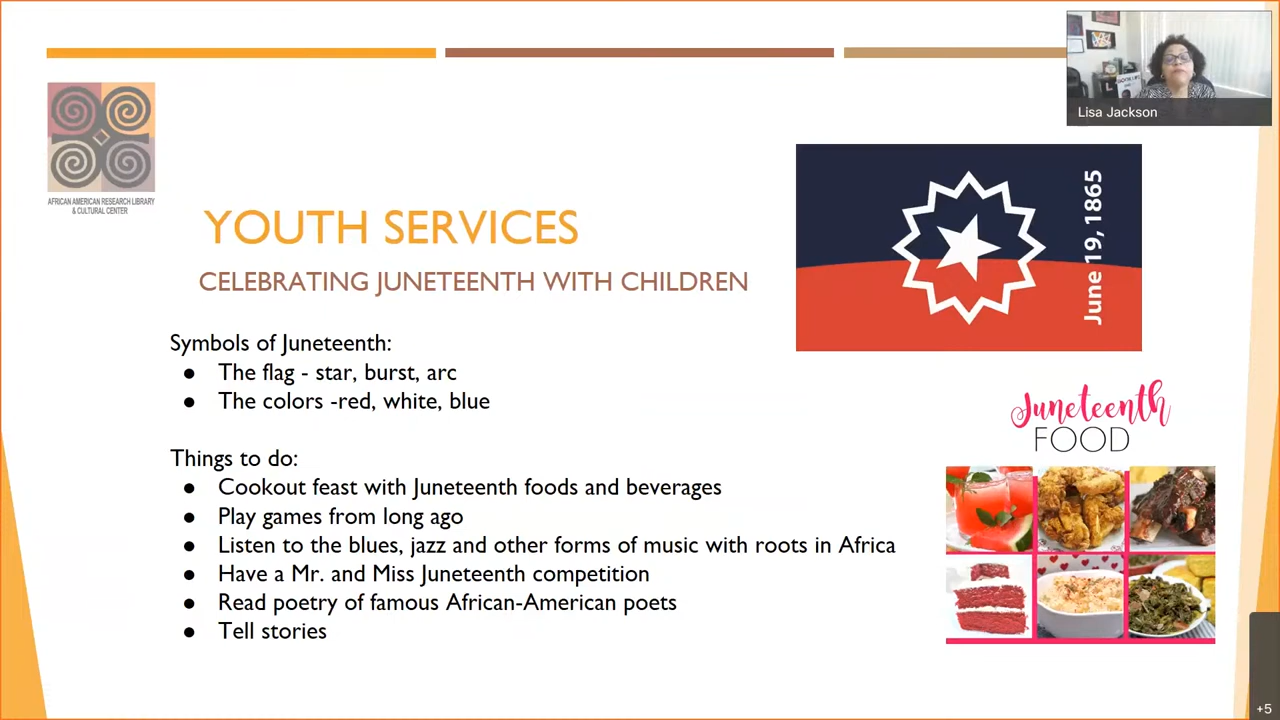 Lisa Jackson
AFRICAN AMERICAN RESEARCH LIBRARY
& CULTURAL CENTER
YOUTH SERVICES
CELEBRATING JUNETEENTH WITH CHILDREN
June 19, 1865
Symbols of Juneteenth:
● The flag - star, burst, arc
● The colors -red, white, blue
Juneteenth
FOOD
Things to do:
● Cookout feast with Juneteenth foods and beverages
● Play games from long ago
● Listen to the blues, jazz and other forms of music with roots in Africa
● Have a Mr. and Miss Juneteenth competition
● Read poetry of famous African-American poets
● Tell stories
+5